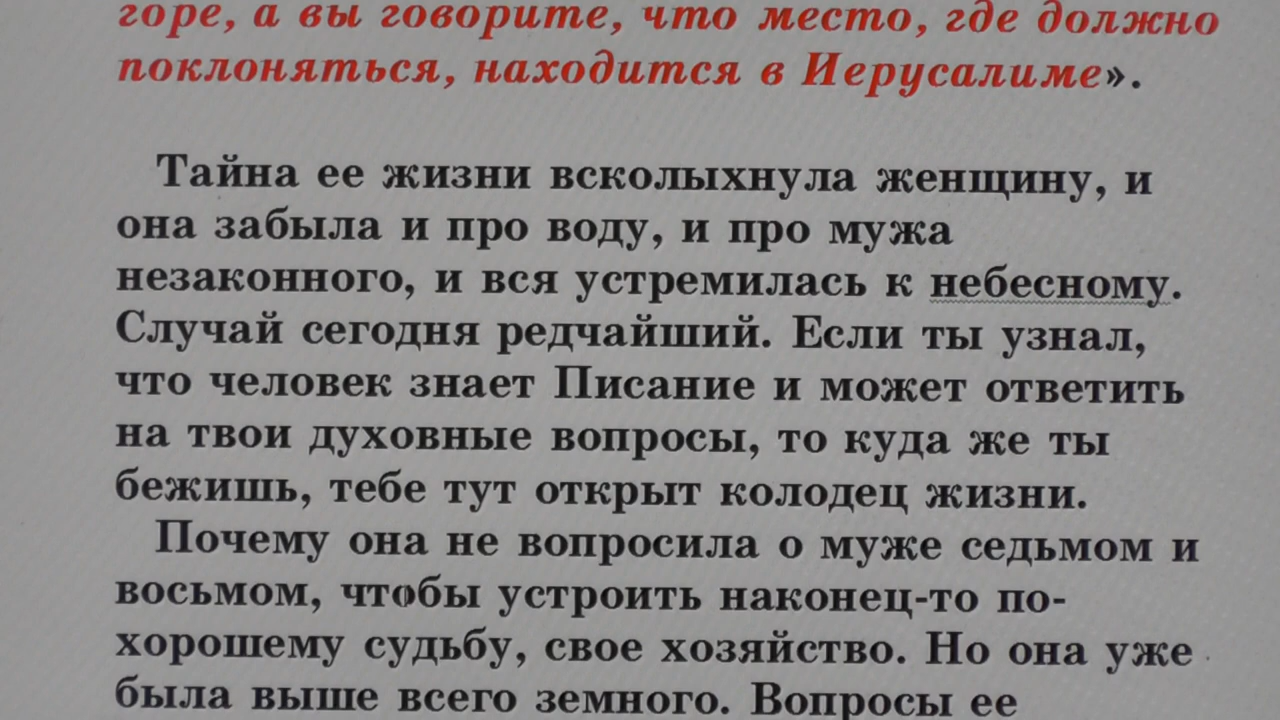 горе, а вы говорите, что место, где должно
поклоняться, находится в Иерусалиме».
Тайна ее жизни всколыхнула женщину, и
она забыла и про воду, и про мужа
незаконного, и вся устремилась к небесному.
Случай сегодня редчайший. Если ты узнал,
что человек знает Писание и может ответить
на твои духовные вопросы, то куда же ты
бежишь, тебе тут открыт колодец жизни.
Почему она не вопросила о муже седьмом и
восьмом, чтобы устроить наконец-то по-
хорошему судьбу, свое хозяйство. Но она уже
была выше всего земного. Вопросы ее